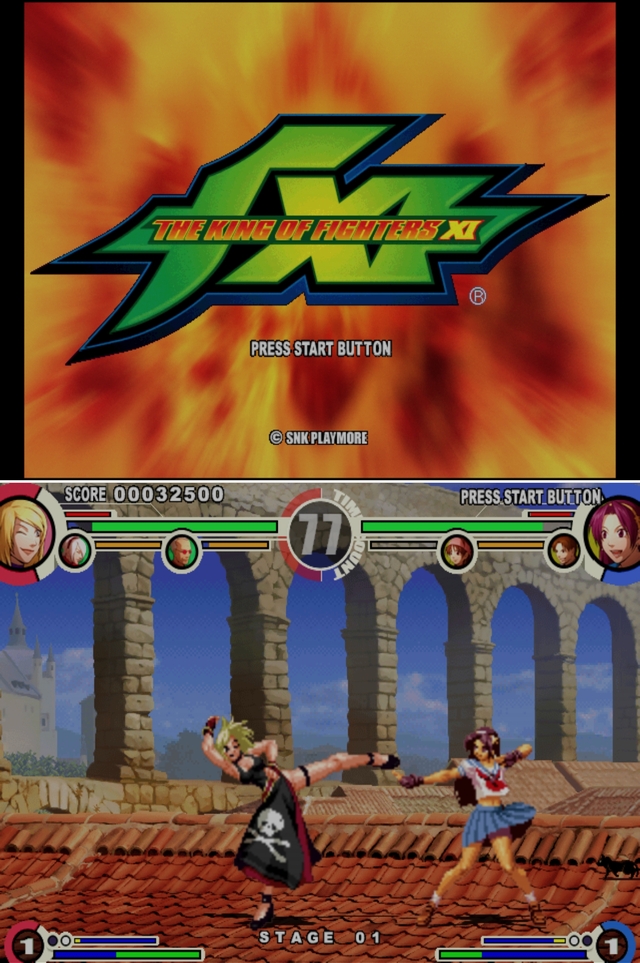 THE KING OF FIGHTERS XI
®
PRESS START BUTTON
© SNK PLAYMORE
SCORE 00032500
PRESS START BUTTON
77
TIME COUNT
STAGE 01
1
1